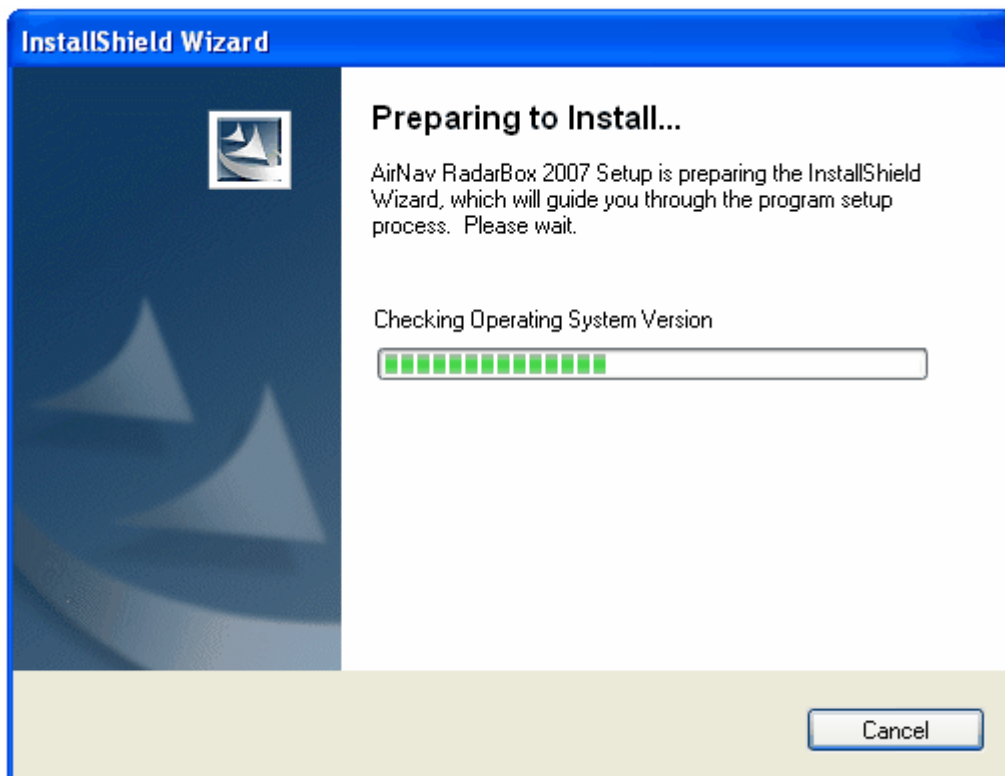 InstallShield Wizard
Preparing to Install...
AirNav RadarBox 2007 Setup is preparing the InstallShield
Wizard, which will guide you through the program setup
process.  Please wait.
Checking Operating System Version
Cancel